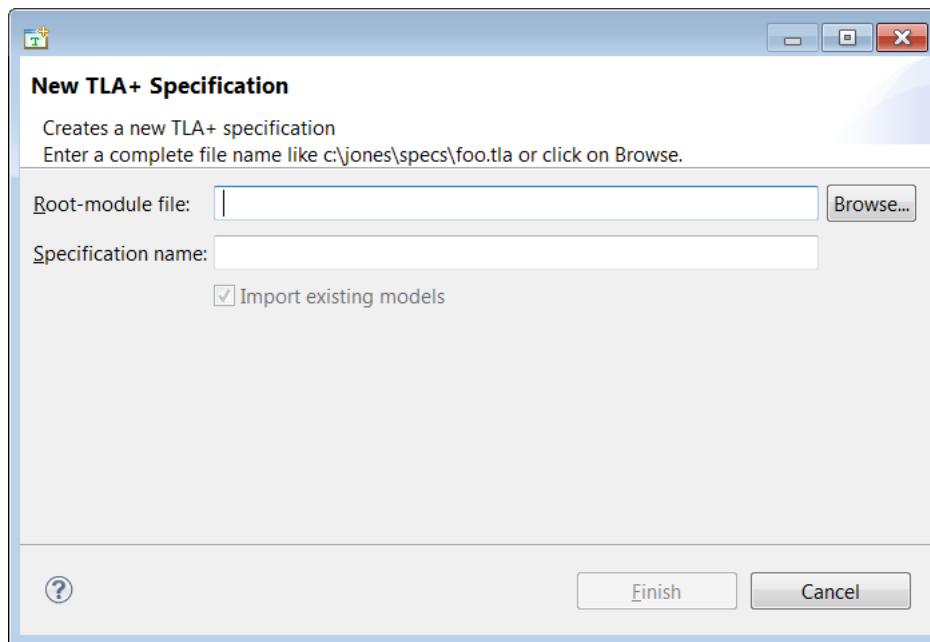 New TLA+ Specification
Creates a new TLA+ specification
Enter a complete file name like c:\jones\specs\foo.tla or click on Browse.
Root-module file:
Browse...
Specification name:
Import existing models
Finish
Cancel